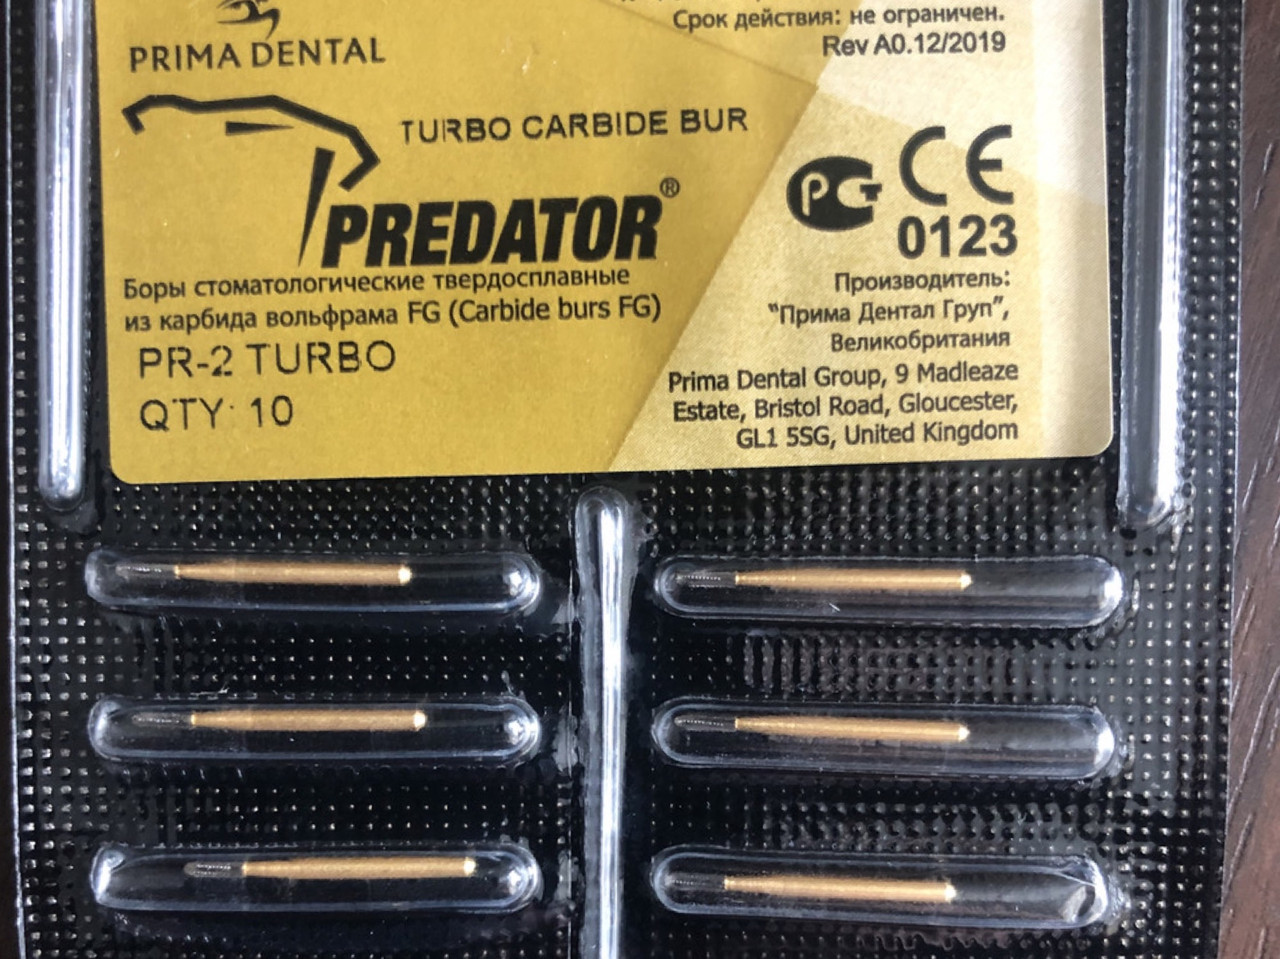 Срок действия: не ограничен.
Rev A0.12/2019
PRIMA DENTAL
TURBO CARBIDE BUR
PREDATOR®
Боры стоматологические твердосплавные
из карбида вольфрама FG (Carbide burs FG)
PR-2 TURBO
QTY: 10
РСТ CE
0123
Производитель:
"Прима Дентал Груп",
Великобритания
Prima Dental Group, 9 Madleaze
Estate, Bristol Road, Gloucester,
GL1 5SG, United Kingdom